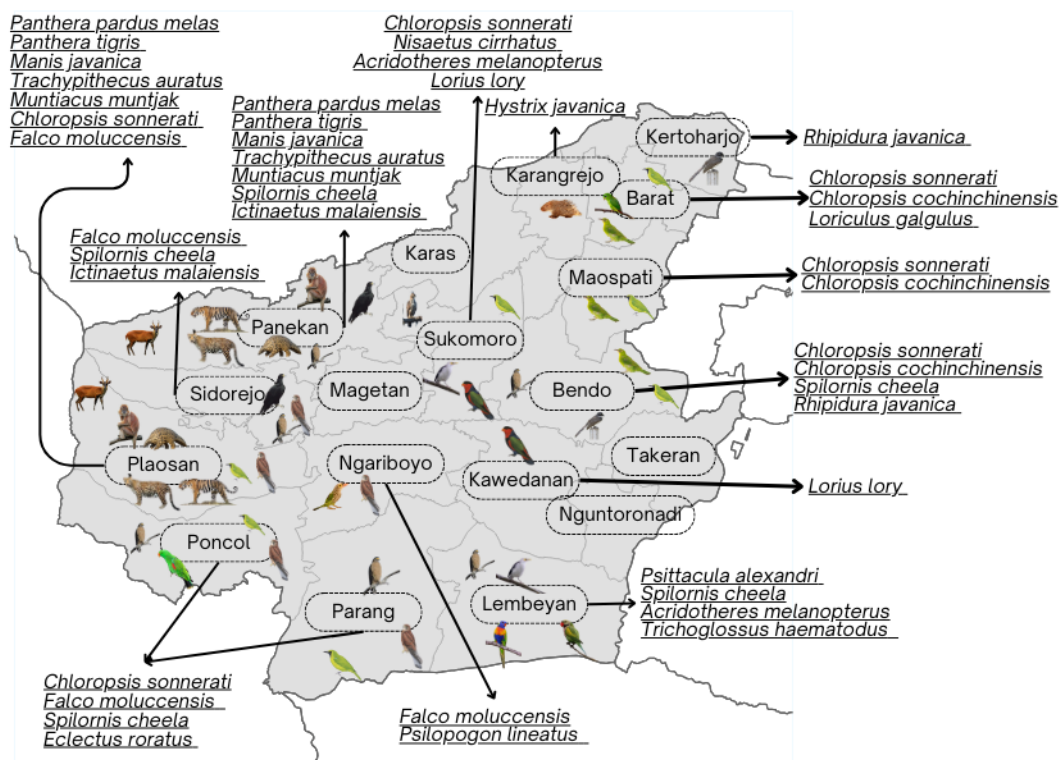 Panthera pardus melas
Panthera tigris
Manis javanica
Trachypithecus auratus
Muntiacus muntjak
Chloropsis sonnerati
Falco moluccensis
Panthera pardus melas
Panthera tigris
Manis javanica
Trachypithecus auratus
Muntiacus muntjak
Spilornis cheela
Ictinaetus malaiensis
Chloropsis sonnerati
Nisaetus cirrhatus
Acridotheres melanopterus
Lorius lory
Hystrix javanica
Rhipidura javanica
Chloropsis sonnerati
Chloropsis cochinchinensis
Loriculus galgulus
Falco moluccensis
Spilornis cheela
Ictinaetus malaiensis
Chloropsis sonnerati
Chloropsis cochinchinensis
Chloropsis sonnerati
Chloropsis cochinchinensis
Spilornis cheela
Rhipidura javanica
Kertoharjo
Karangrejo
Barat
Karas
Maospati
Panekan
Sukomoro
Sidorejo
Magetan
Bendo
Plaosan
Ngariboyo
Kawedanan
Takeran
Nguntoronadi
Poncol
Parang
Lembeyan
Lorius lory
Psittacula alexandri
Spilornis cheela
Acridotheres melanopterus
Trichoglossus haematodus
Chloropsis sonnerati
Falco moluccensis
Spilornis cheela
Eclectus roratus
Falco moluccensis
Psilopogon lineatus